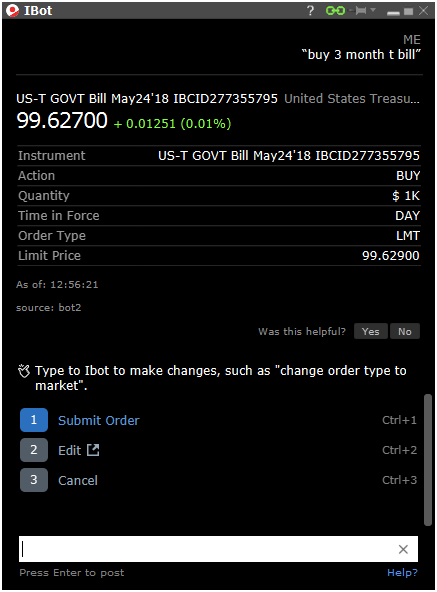 IBot
?
ME
“buy 3 month t bill”
US-T GOVT Bill May24'18 IBCID277355795 United States Treasu...
99.62700 + 0.01251 (0.01%)
Instrument US-T GOVT Bill May24'18 IBCID277355795
Action BUY
Quantity $ 1K
Time in Force DAY
Order Type LMT
Limit Price 99.62900
As of: 12:56:21
source: bot2
Was this helpful? Yes No
Type to Ibot to make changes, such as "change order type to
market".
1 Submit Order Ctrl+1
2 Edit Ctrl+2
3 Cancel Ctrl+3
Press Enter to post Help?